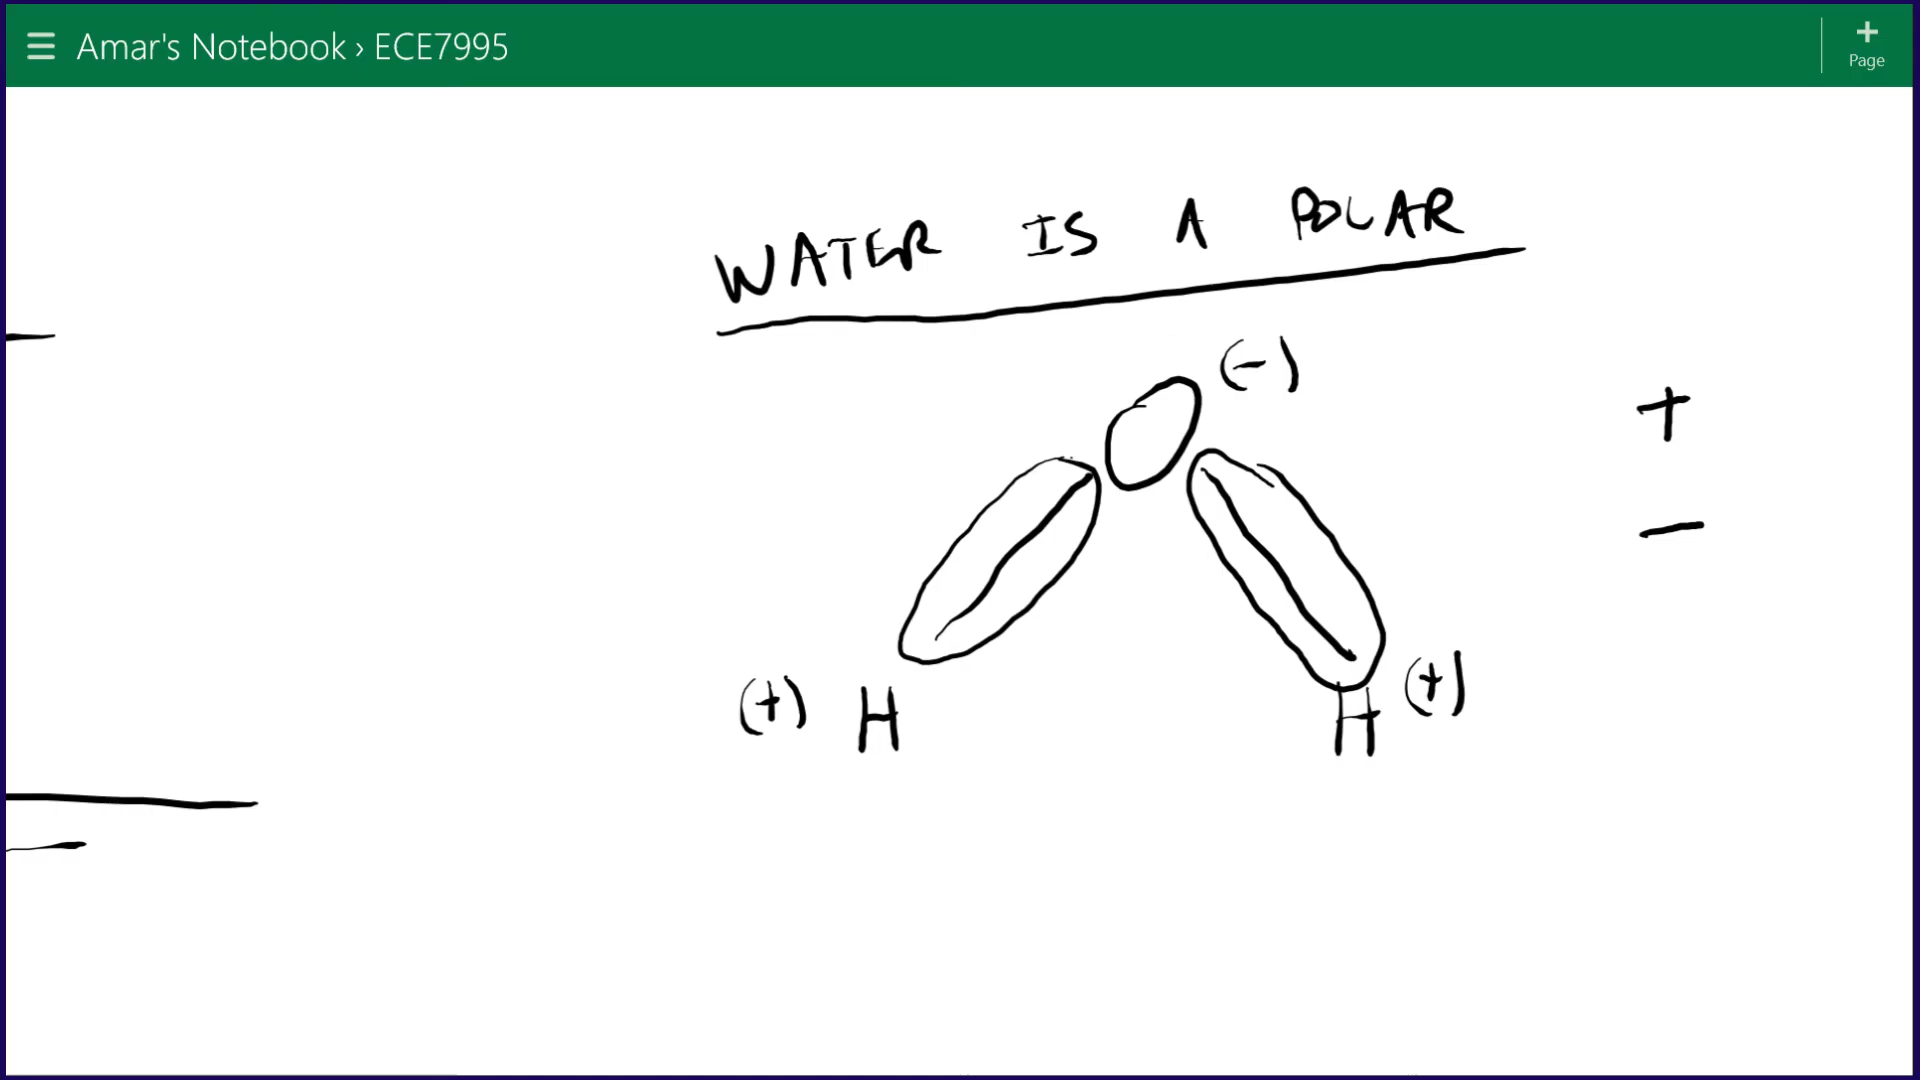 Amar's Notebook › ECE7995
+
Page
WATER IS A POLAR
(-)
+
-
(+) H
H (+)